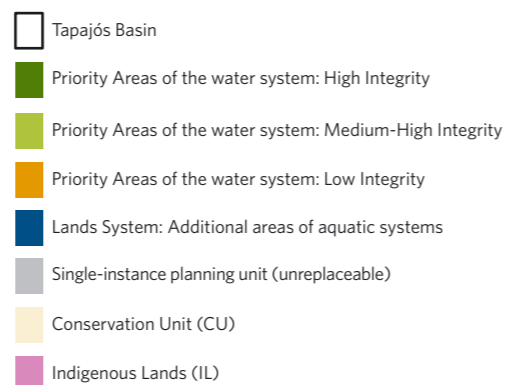 Tapajós Basin
Priority Areas of the water system: High Integrity
Priority Areas of the water system: Medium-High Integrity
Priority Areas of the water system: Low Integrity
Lands System: Additional areas of aquatic systems
Single-instance planning unit (unreplaceable)
Conservation Unit (CU)
Indigenous Lands (IL)